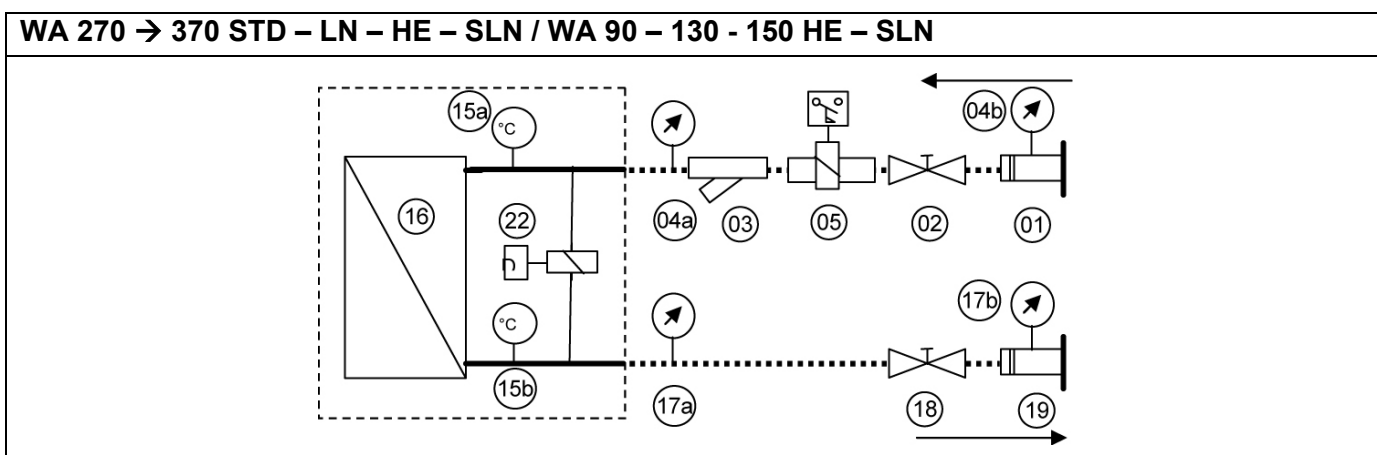 WA 270 → 370 STD – LN – HE – SLN / WA 90 – 130 - 150 HE – SLN
15a
°C
04b
16
22
04a
03
05
02
01
°C
17b
15b
17a
18
19